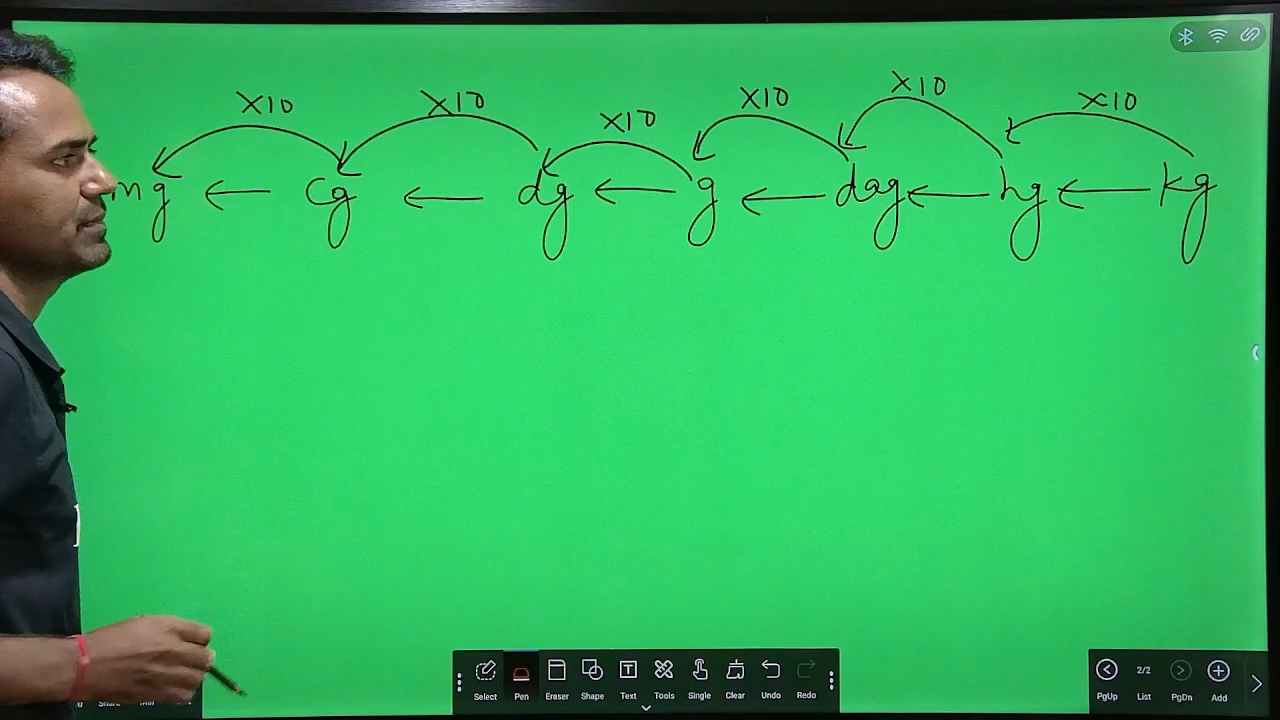 X10 X10 X10 X10 X10 X10
mg ← cg ← dg ← g ← dag ← hg ← kg
Select Pen Eraser Shape Text Tools Single Clear Undo Redo
2/2
PgUp List PgDn Add